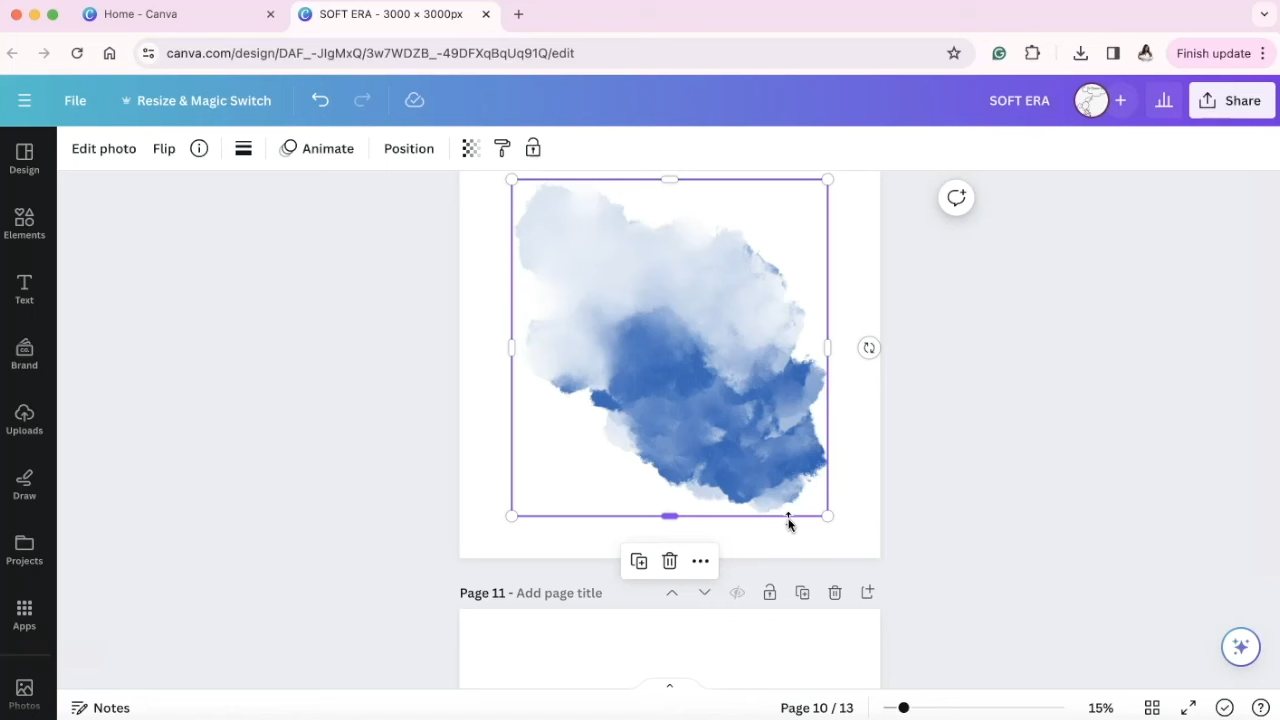 Home - Canva
SOFT ERA - 3000 × 3000px
canva.com/design/DAF_-JIgMxQ/3w7WDZB_-49DFXqBqUq91Q/edit
Finish update
File
Resize & Magic Switch
SOFT ERA
Share
Edit photo
Flip
Animate
Position
Design
Elements
Text
Brand
Uploads
Draw
Projects
Apps
Photos
Page 11 - Add page title
Notes
Page 10 / 13
15%